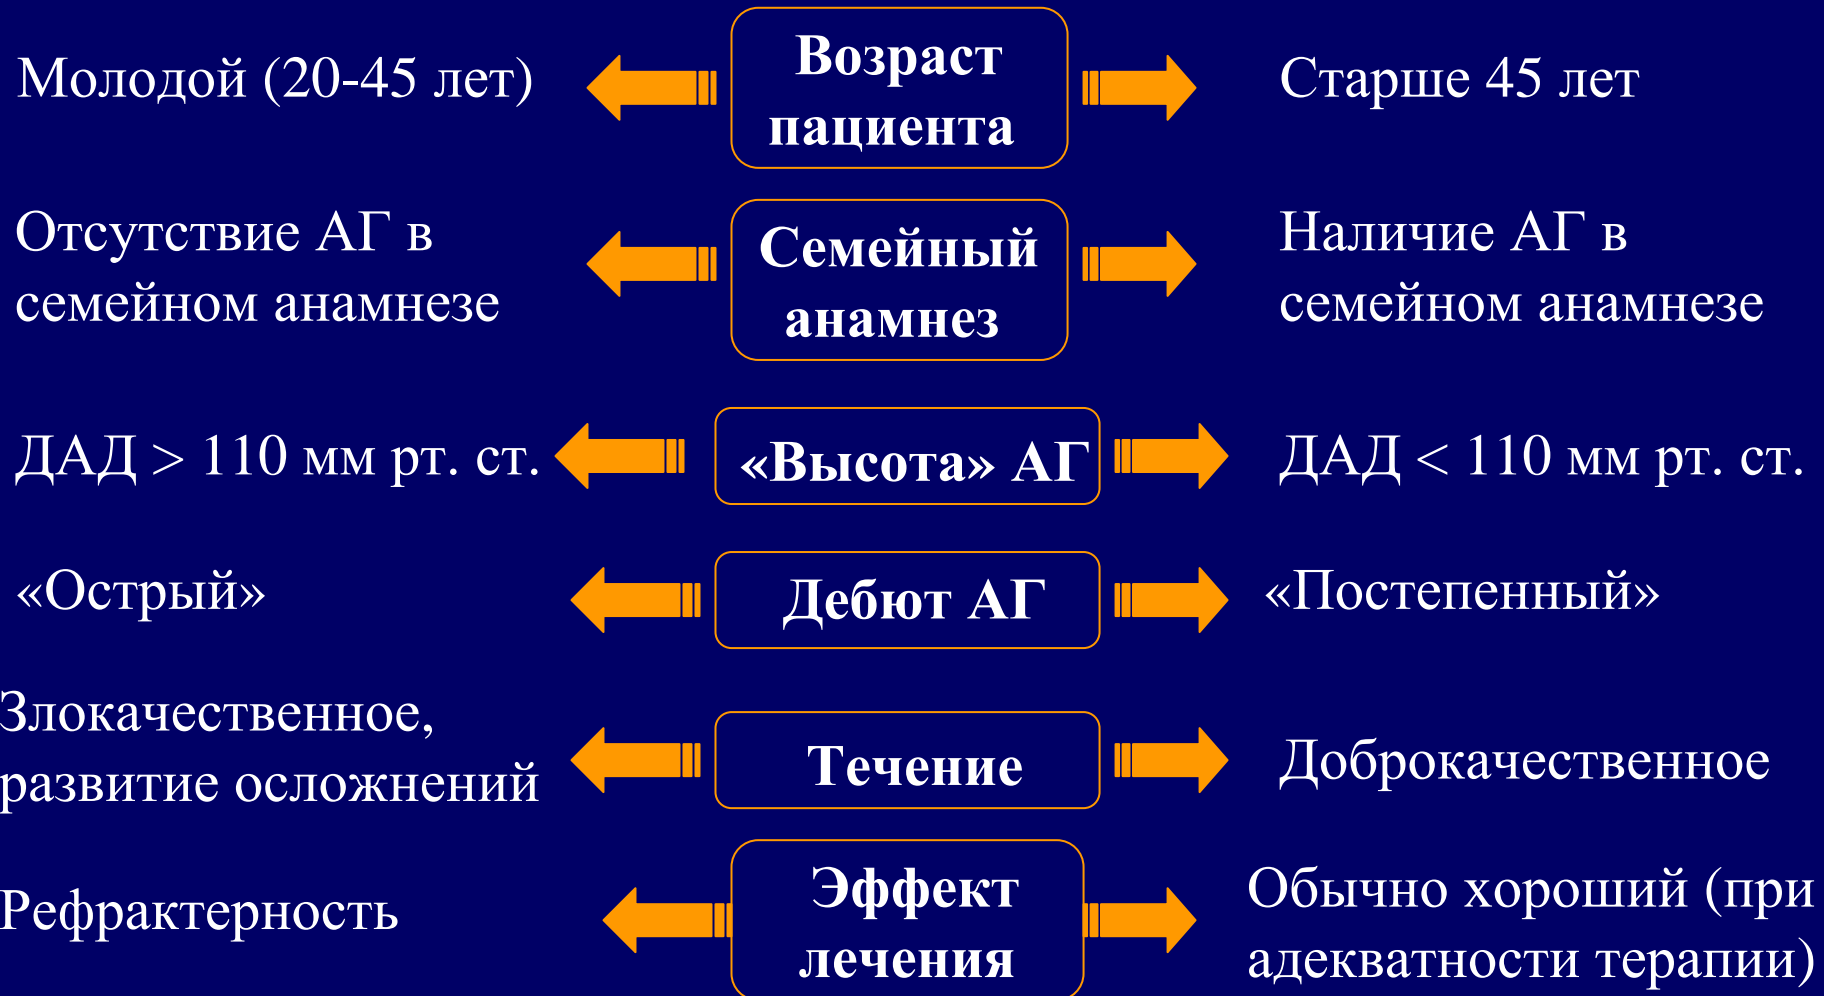 Молодой (20-45 лет)
Возраст
пациента
Старше 45 лет
Отсутствие АГ в
семейном анамнезе
Семейный
анамнез
Наличие АГ в
семейном анамнезе
ДАД > 110 мм рт. ст.
«Высота» АГ
ДАД < 110 мм рт. ст.
«Острый»
Дебют АГ
«Постепенный»
Злокачественное,
развитие осложнений
Течение
Доброкачественное
Рефрактерность
Эффект
лечения
Обычно хороший (при
адекватности терапии)